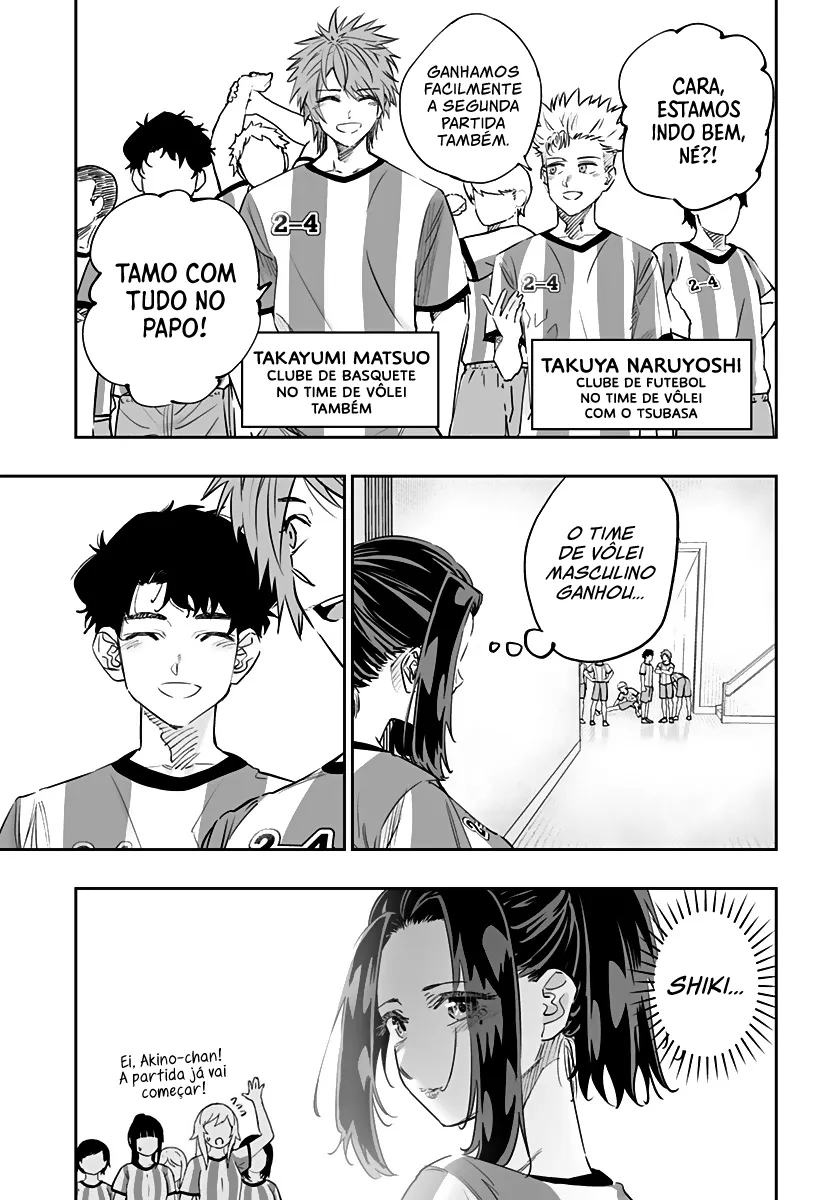 CARA,
ESTAMOS
INDO BEM,
NÉ?!
GANHAMOS
FACILMENTE
A SEGUNDA
PARTIDA
TAMBÉM.
2-4
2-4
2-4
TAMO COM
TUDO NO
PAPO!
TAKUYA NARUYOSHI
CLUBE DE FUTEBOL
NO TIME DE VÔLEI
COM O TSUBASA
TAKAYUMI MATSUO
CLUBE DE BASQUETE
NO TIME DE VÔLEI
TAMBÉM
O TIME
DE VÔLEI
MASCULINO
GANHOU...
2-4
SHIKI...
Ei, Akino-chan!
A partida já vai
começar!